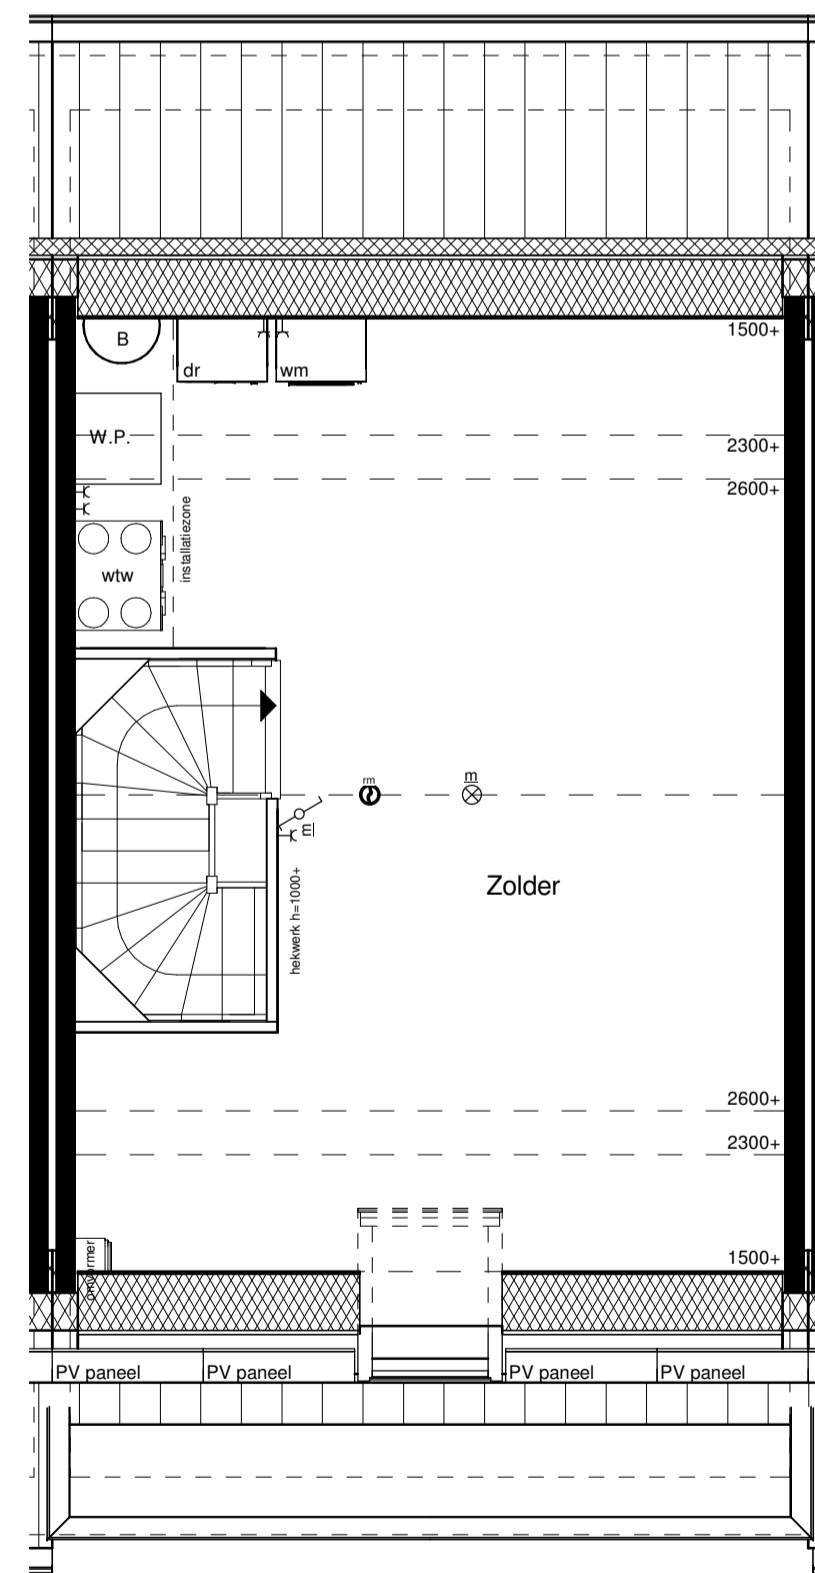 1500+
B
dr
wm
W.P.
2300+
2600+
installatiezone
wtw
rm
m
m
Zolder
hekwerk h=1000+
2600+
2300+
1500+
omvormer
PV paneel
PV paneel
PV paneel
PV paneel